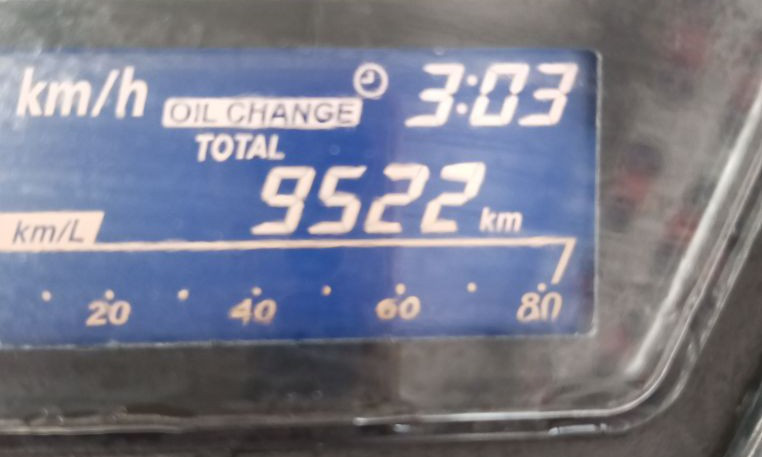 km/h OIL CHANGE 3:03
TOTAL
9522 km
km/L
20 40 60 80